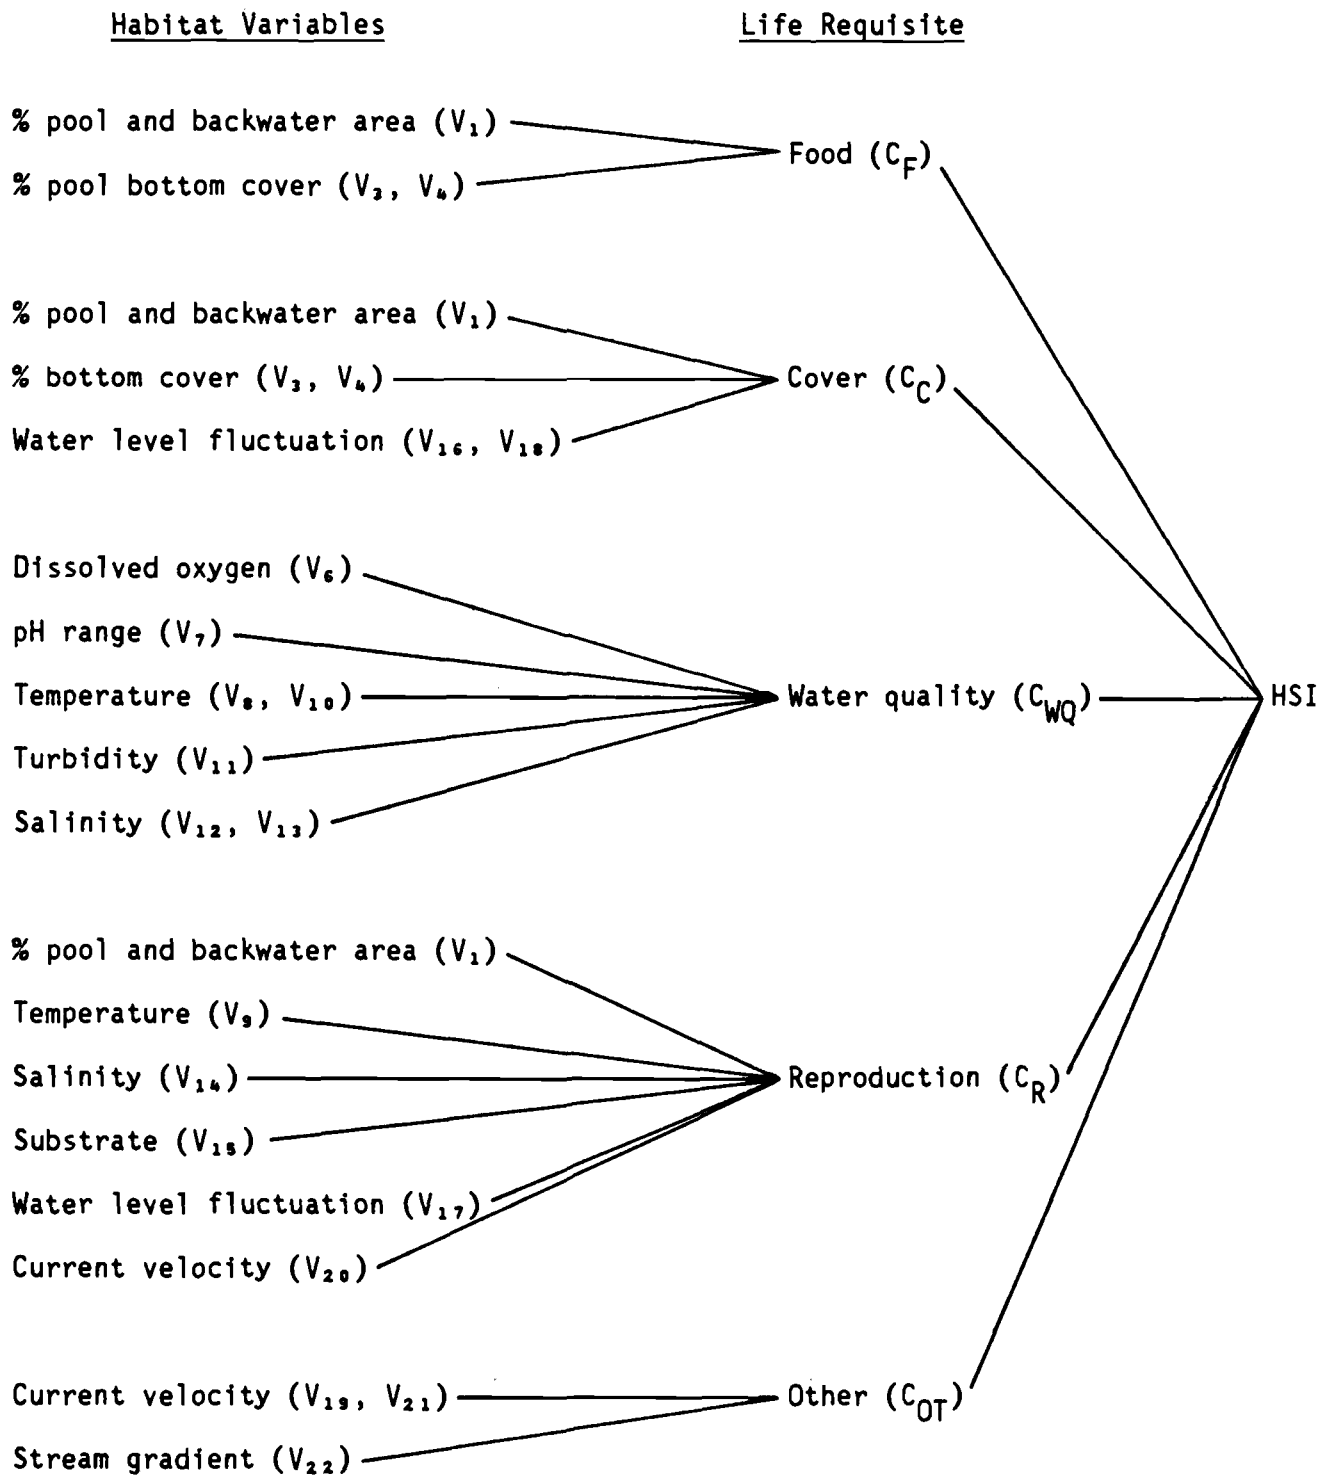 Habitat Variables Life Requisite
% pool and backwater area (V₁)
Food (C_F)
% pool bottom cover (V₃, V₄)
% pool and backwater area (V₁)
% bottom cover (V₃, V₄) Cover (C_C)
Water level fluctuation (V₁₆, V₁₈)
Dissolved oxygen (V₆)
pH range (V₇)
Temperature (V₈, V₁₀) Water quality (C_WQ) HSI
Turbidity (V₁₁)
Salinity (V₁₂, V₁₃)
% pool and backwater area (V₁)
Temperature (V₉)
Salinity (V₁₄) Reproduction (C_R)
Substrate (V₁₅)
Water level fluctuation (V₁₇)
Current velocity (V₂₀)
Current velocity (V₁₉, V₂₁) Other (C_OT)
Stream gradient (V₂₂)